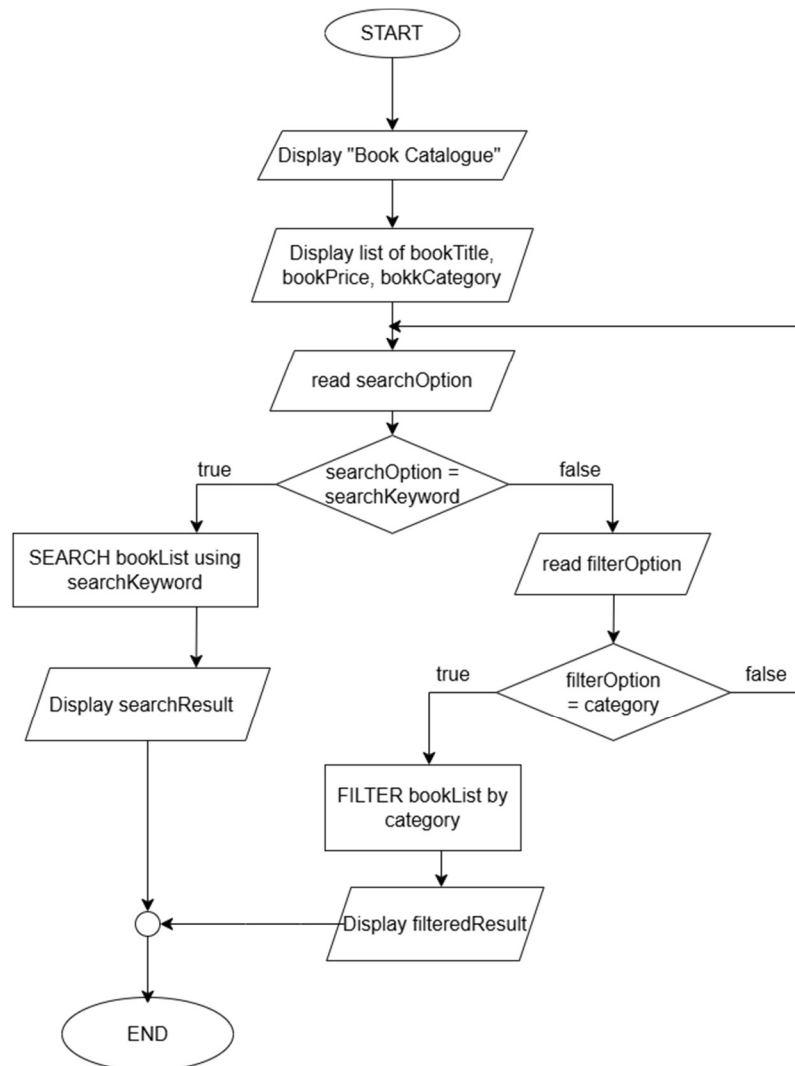 START
Display "Book Catalogue"
Display list of bookTitle,
bookPrice, bokkCategory
read searchOption
searchOption =
searchKeyword
true
false
SEARCH bookList using
searchKeyword
read filterOption
Display searchResult
filterOption
= category
true
false
FILTER bookList by
category
Display filteredResult
END